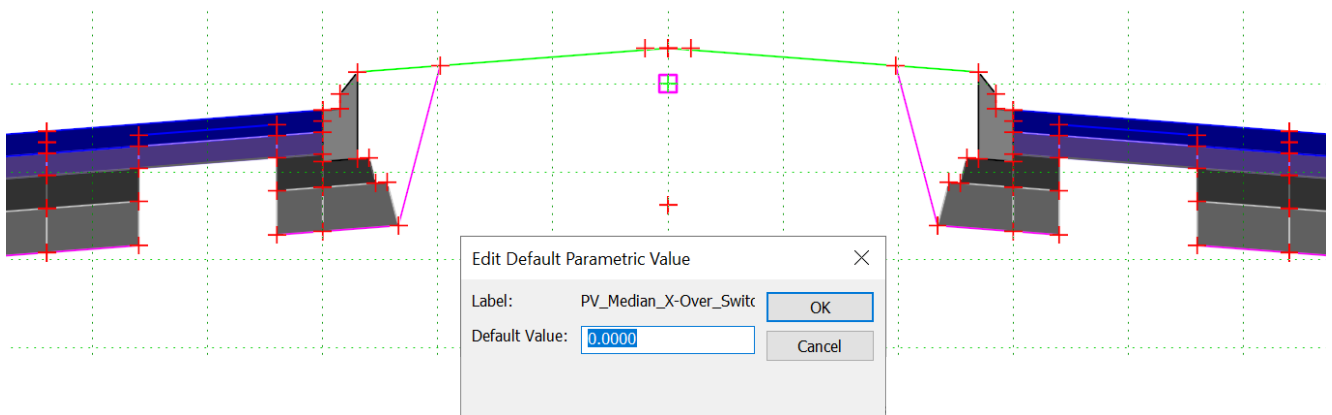 Edit Default Parametric Value
Label: PV_Median_X-Over_Switc OK
Default Value: 0.0000 Cancel